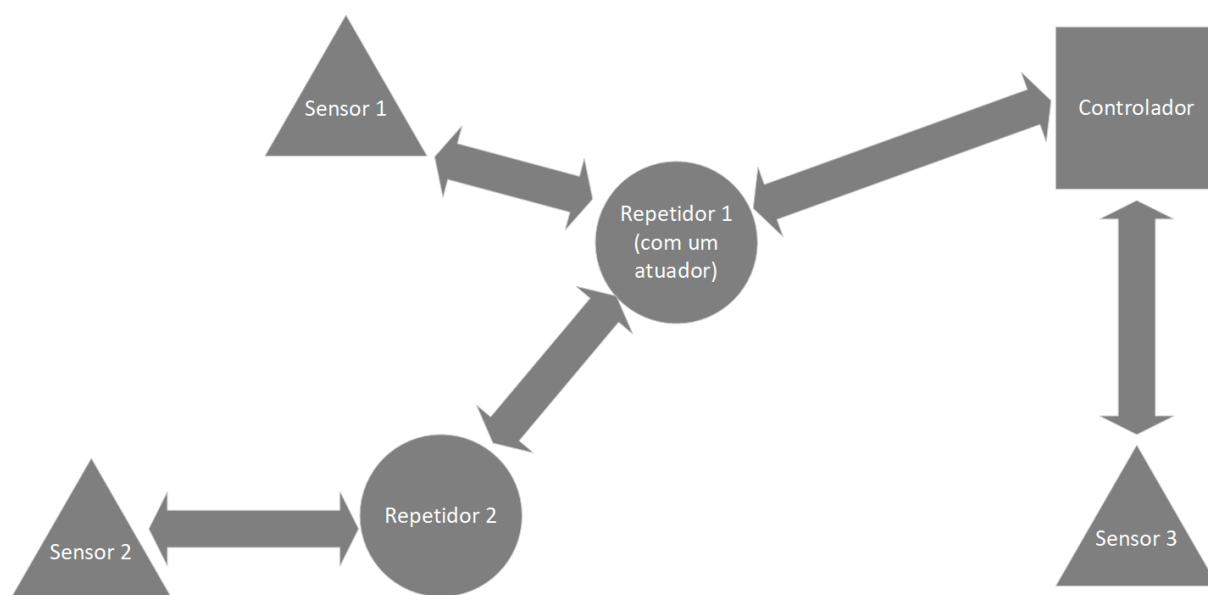 Sensor 1
Controlador
Repetidor 1
(com um
atuador)
Repetidor 2
Sensor 2
Sensor 3